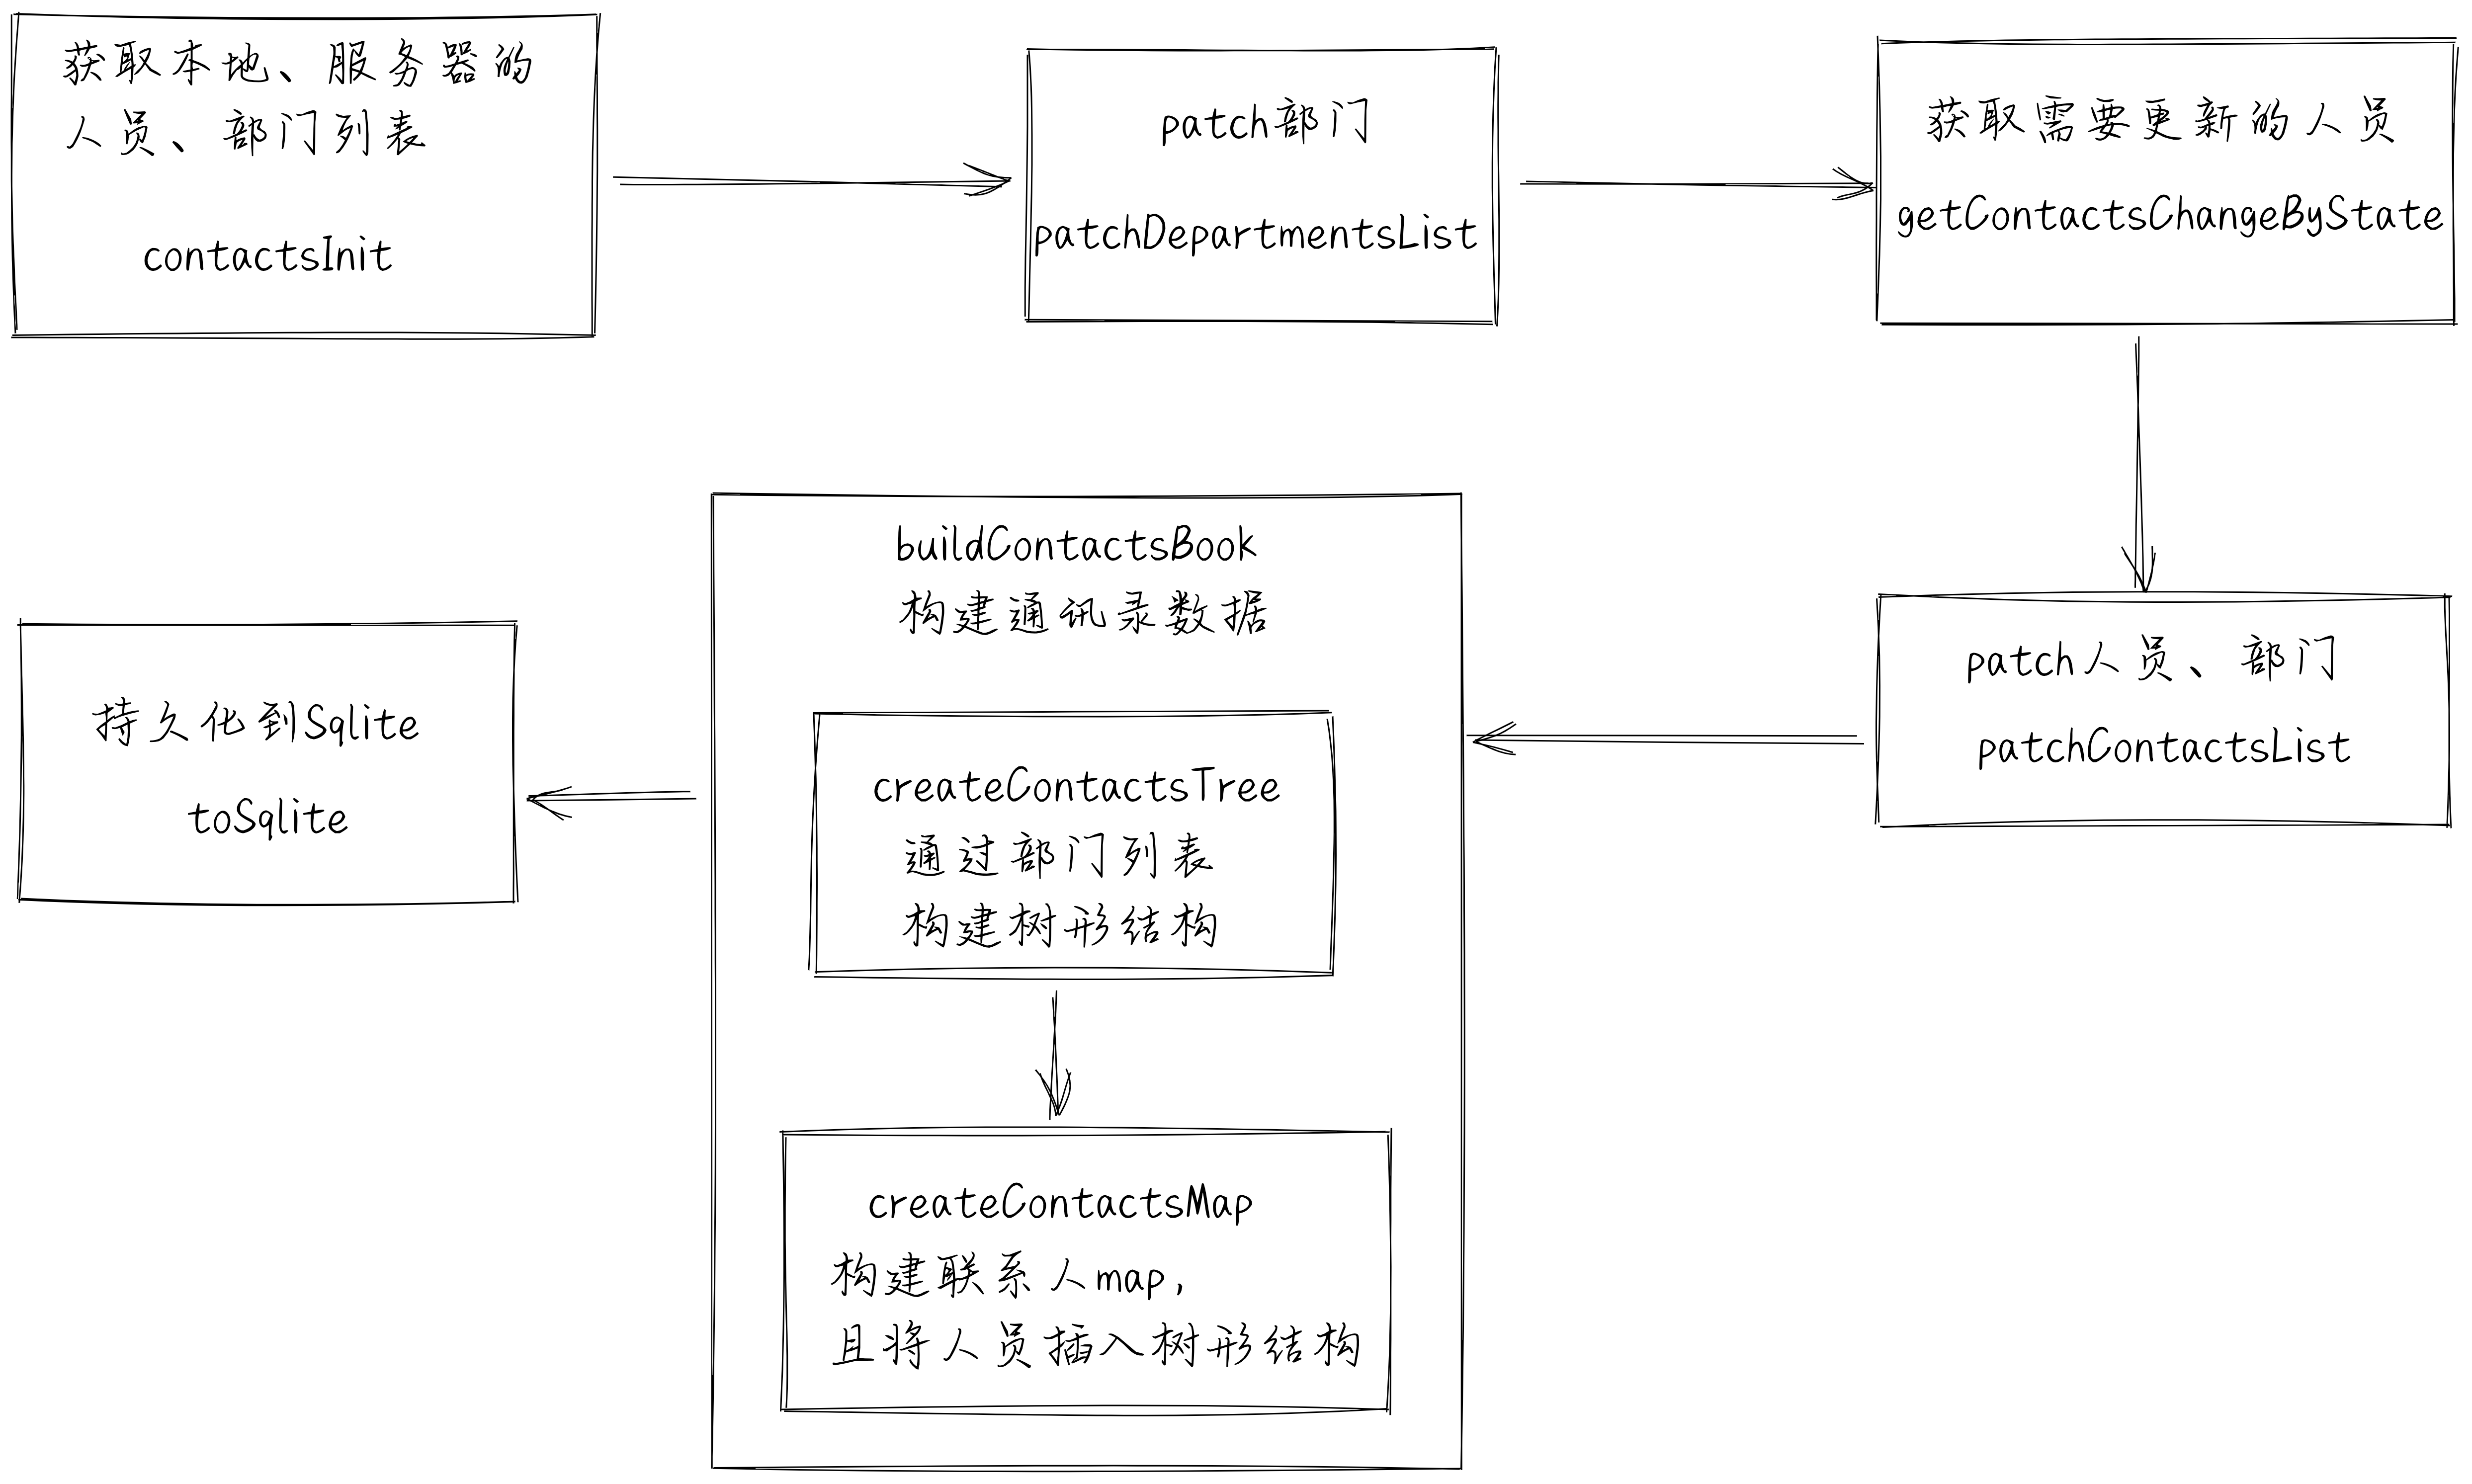 获取本地、服务器的
人员、部门列表
contactsInit
patch部门
patchDepartmentsList
获取需要更新的人员
getContactsChangeByState
patch人员、部门
patchContactsList
buildContactsBook
构建通讯录数据
createContactsTree
通过部门列表
构建树形结构
createContactsMap
构建联系人map,
且将人员插入树形结构
持久化到Sqlite
toSqlite